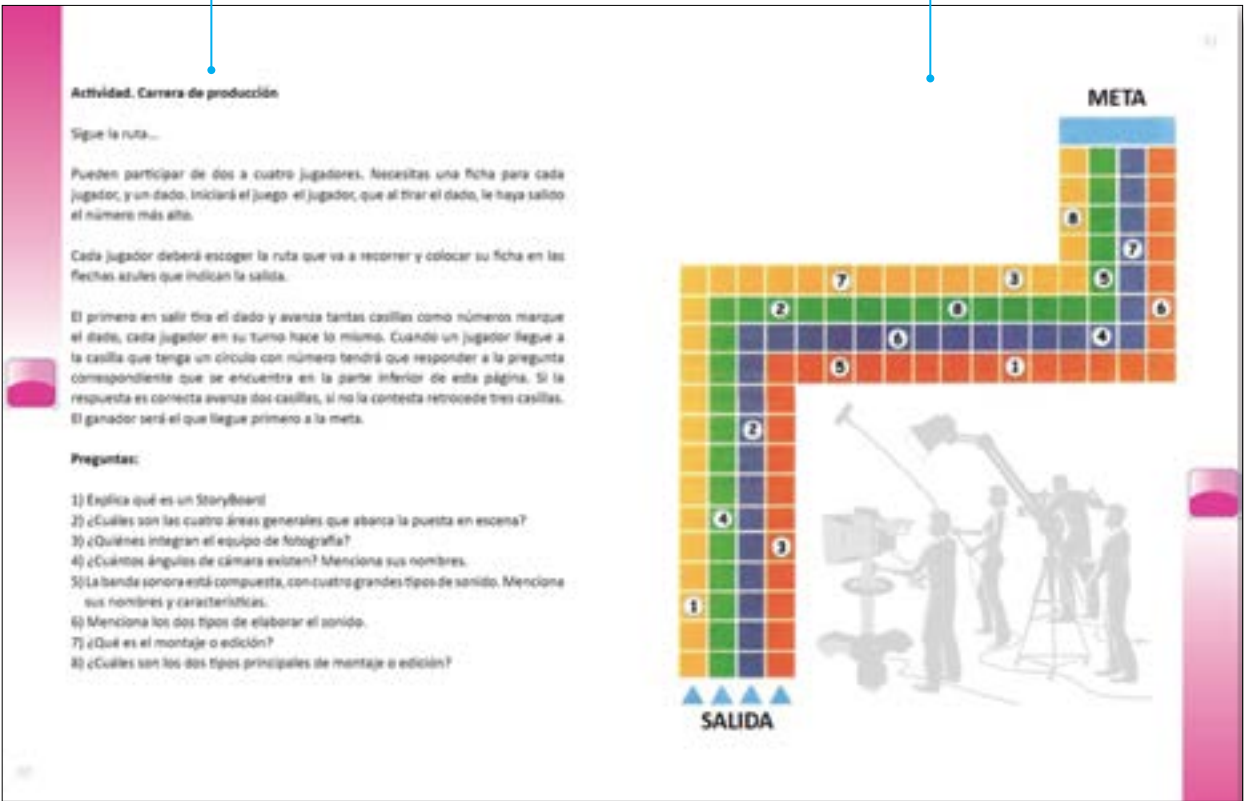 Actividad. Carrera de producción
Sigue la ruta...
Pueden participar de dos a cuatro jugadores. Necesitas una ficha para cada
jugador, y un dado. Iniciará el juego el jugador, que al tirar el dado, le haya salido
el número más alto.
Cada jugador deberá escoger la ruta que va a recorrer y colocar su ficha en las
flechas azules que indican la salida.
El primero en salir tira el dado y avanza tantas casillas como números marque
el dado, cada jugador en su turno hace lo mismo. Cuando un jugador llegue a
la casilla que tenga un círculo con número tendrá que responder a la pregunta
correspondiente que se encuentra en la parte inferior de esta página. Si la
respuesta es correcta avanza dos casillas, si no la contesta retrocede tres casillas.
El ganador será el que llegue primero a la meta.
Preguntas:
1) Explica qué es un StoryBoard
2) ¿Cuáles son las cuatro áreas generales que abarca la puesta en escena?
3) ¿Quiénes integran el equipo de fotografía?
4) ¿Cuántos ángulos de cámara existen? Menciona sus nombres.
5) La banda sonora está compuesta, con cuatro grandes tipos de sonido. Menciona
sus nombres y características.
6) Menciona los dos tipos de elaborar el sonido.
7) ¿Qué es el montaje o edición?
8) ¿Cuáles son los dos tipos principales de montaje o edición?
META
8
7
7 3 5
2 8 6
6 4
5 1
2
4
3
1
SALIDA